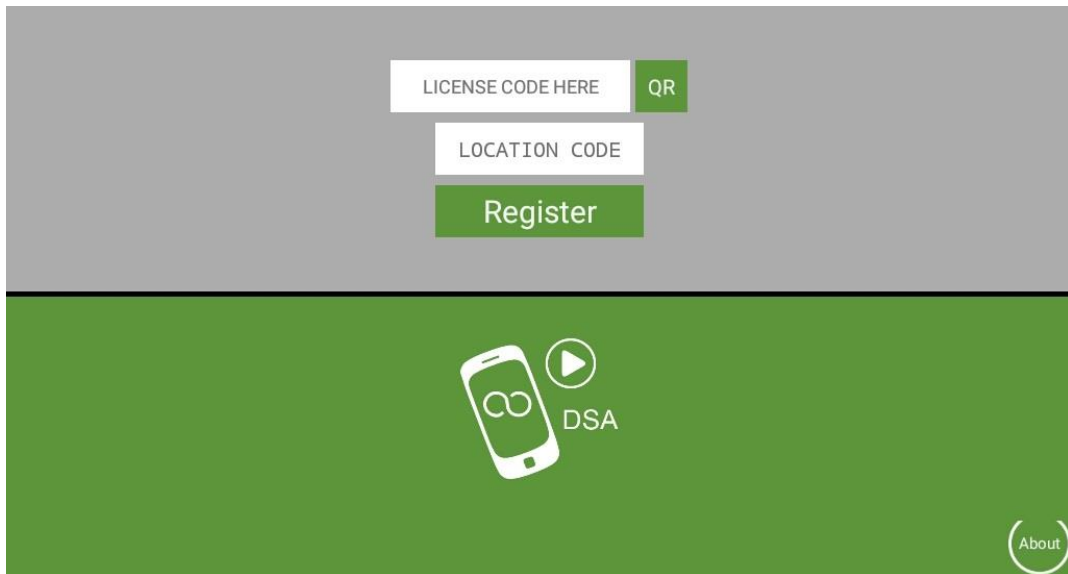 LICENSE CODE HERE QR
LOCATION CODE
Register
DSA
About